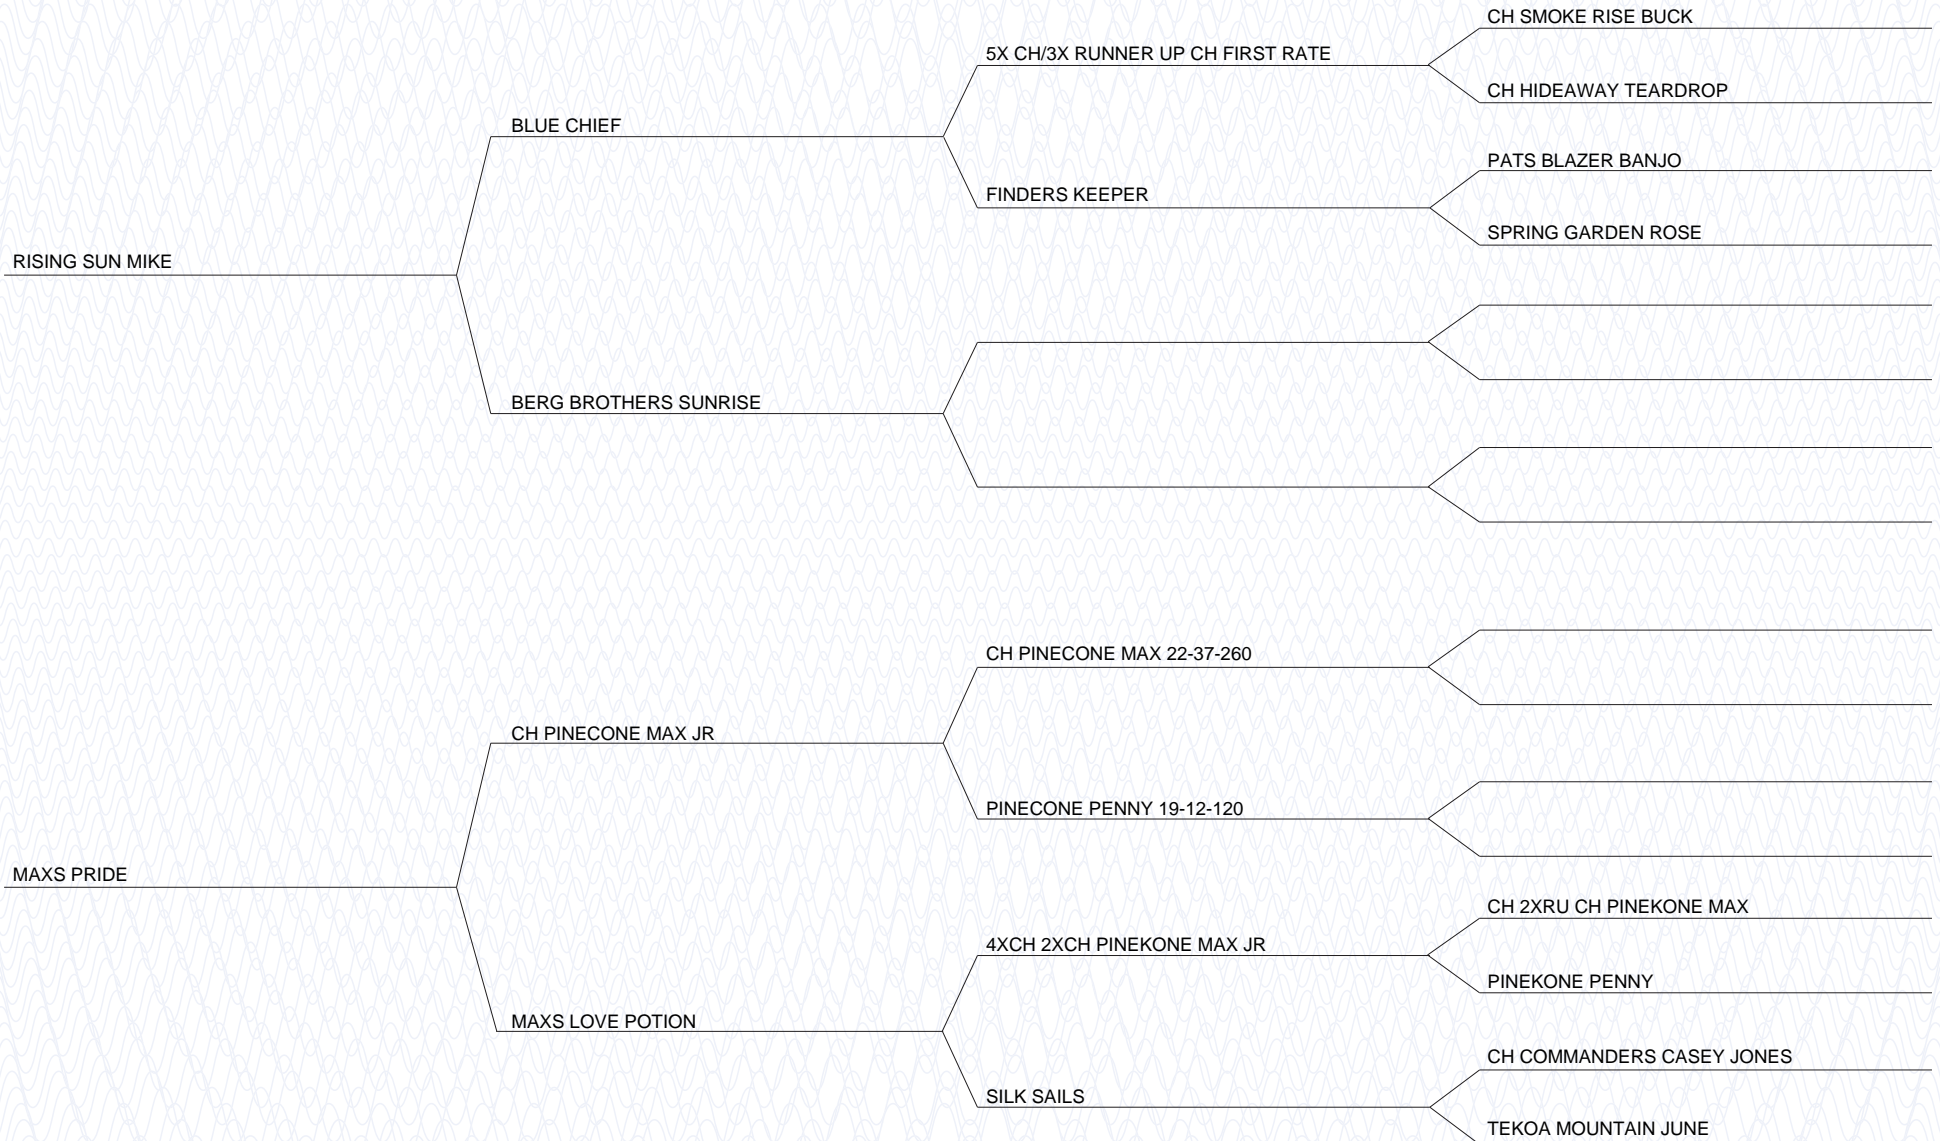 CH SMOKE RISE BUCK
5X CH/3X RUNNER UP CH FIRST RATE
CH HIDEAWAY TEARDROP
BLUE CHIEF
PATS BLAZER BANJO
FINDERS KEEPER
SPRING GARDEN ROSE
RISING SUN MIKE
BERG BROTHERS SUNRISE
CH PINECONE MAX 22-37-260
CH PINECONE MAX JR
PINECONE PENNY 19-12-120
MAXS PRIDE
CH 2XRU CH PINEKONE MAX
4XCH 2XCH PINEKONE MAX JR
PINEKONE PENNY
MAXS LOVE POTION
CH COMMANDERS CASEY JONES
SILK SAILS
TEKOA MOUNTAIN JUNE